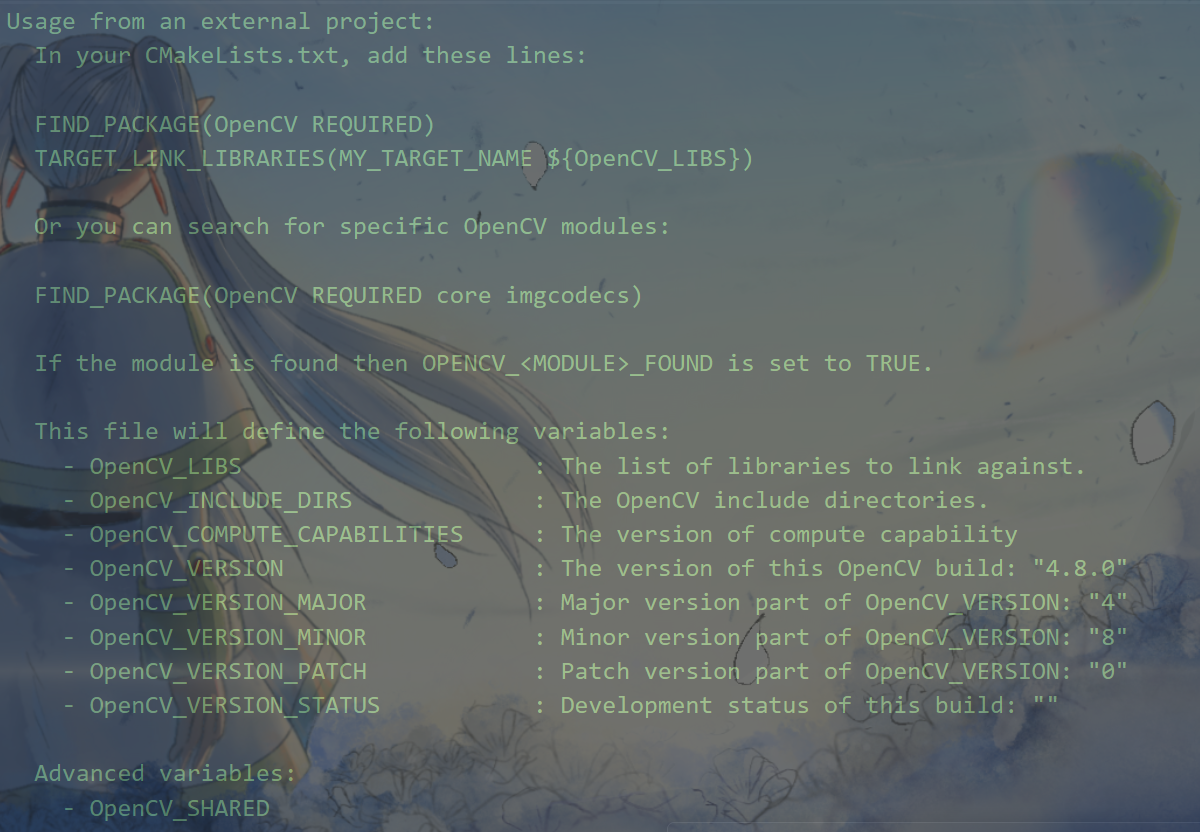 Usage from an external project:
In your CMakeLists.txt, add these lines:
FIND_PACKAGE(OpenCV REQUIRED)
TARGET_LINK_LIBRARIES(MY_TARGET_NAME ${OpenCV_LIBS})
Or you can search for specific OpenCV modules:
FIND_PACKAGE(OpenCV REQUIRED core imgcodecs)
If the module is found then OPENCV_<MODULE>_FOUND is set to TRUE.
This file will define the following variables:
- OpenCV_LIBS : The list of libraries to link against.
- OpenCV_INCLUDE_DIRS : The OpenCV include directories.
- OpenCV_COMPUTE_CAPABILITIES : The version of compute capability
- OpenCV_VERSION : The version of this OpenCV build: "4.8.0"
- OpenCV_VERSION_MAJOR : Major version part of OpenCV_VERSION: "4"
- OpenCV_VERSION_MINOR : Minor version part of OpenCV_VERSION: "8"
- OpenCV_VERSION_PATCH : Patch version part of OpenCV_VERSION: "0"
- OpenCV_VERSION_STATUS : Development status of this build: ""
Advanced variables:
- OpenCV_SHARED